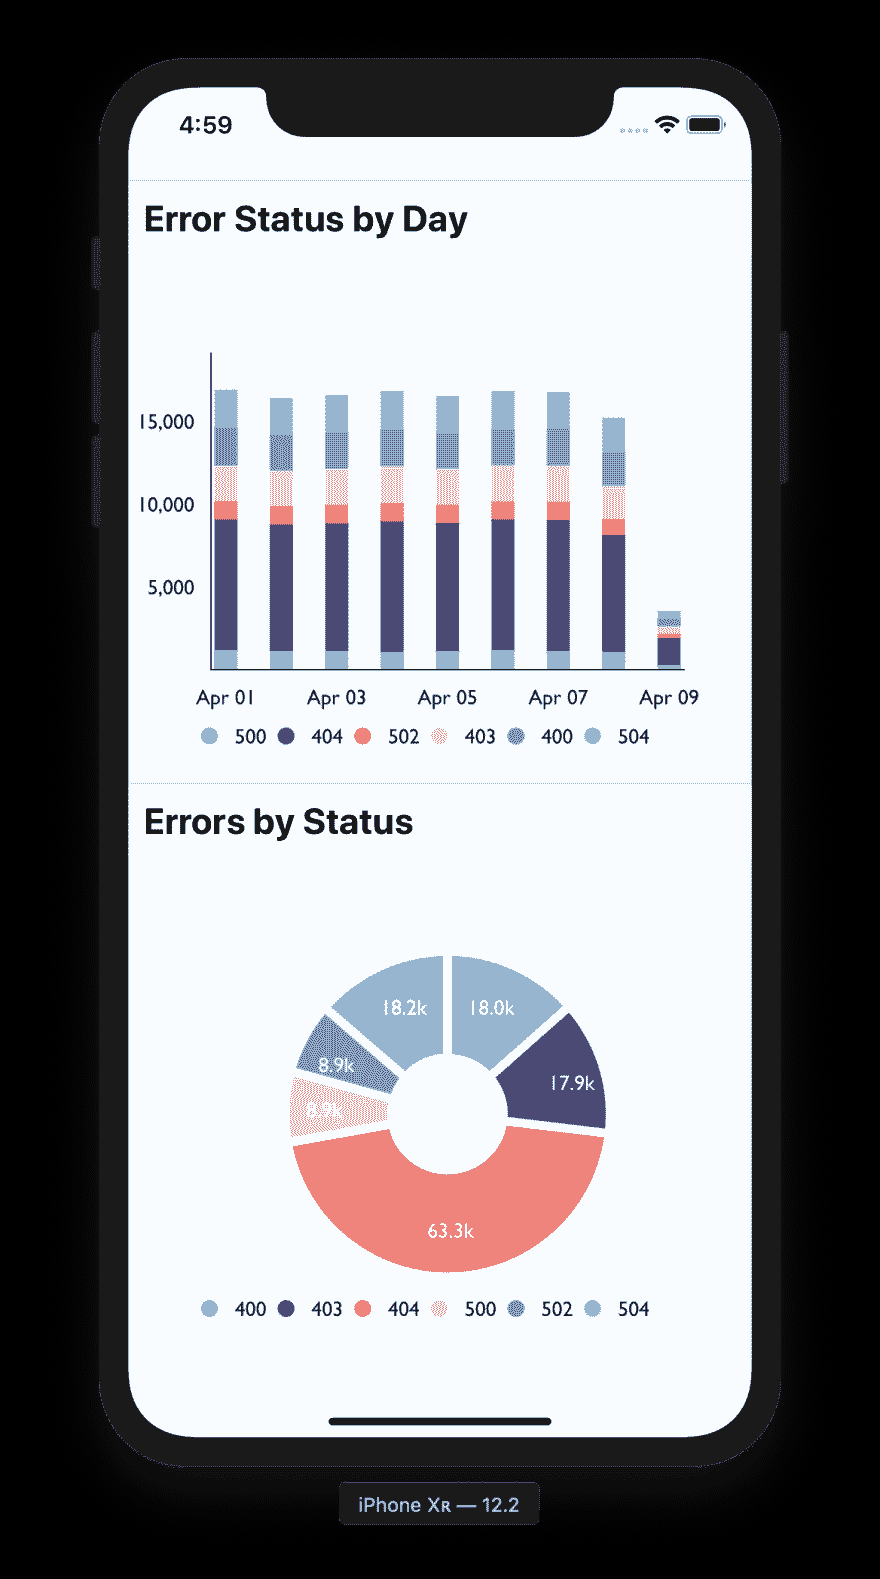 4:59
Error Status by Day
15,000
10,000
5,000
Apr 01 Apr 03 Apr 05 Apr 07 Apr 09
500 404 502 403 400 504
Errors by Status
18.2k 18.0k
8.9k
17.9k
8.9k
63.3k
400 403 404 500 502 504
iPhone Xʀ — 12.2